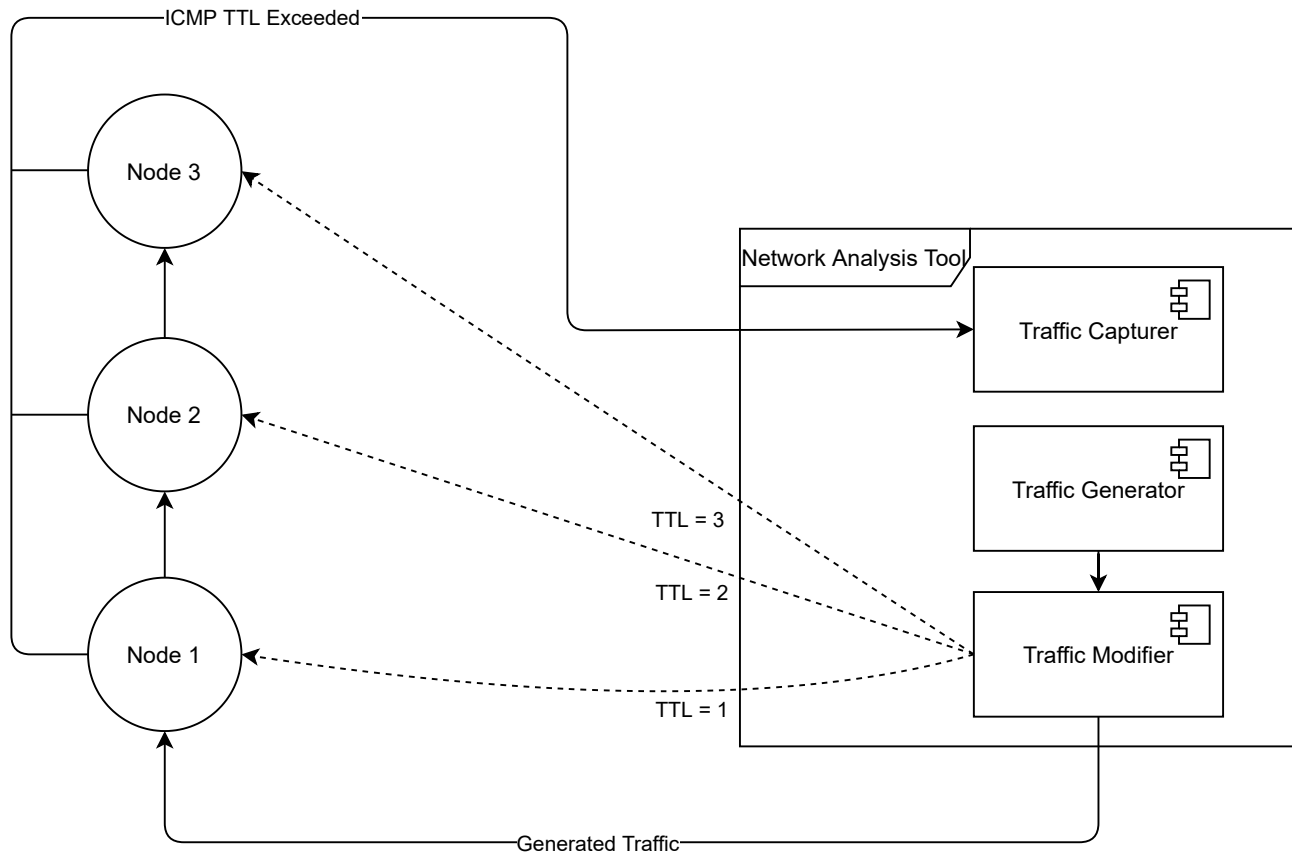 ICMP TTL Exceeded
Node 3
Network Analysis Tool
Traffic Capturer
Node 2
Traffic Generator
TTL = 3
TTL = 2
Node 1
Traffic Modifier
TTL = 1
Generated Traffic